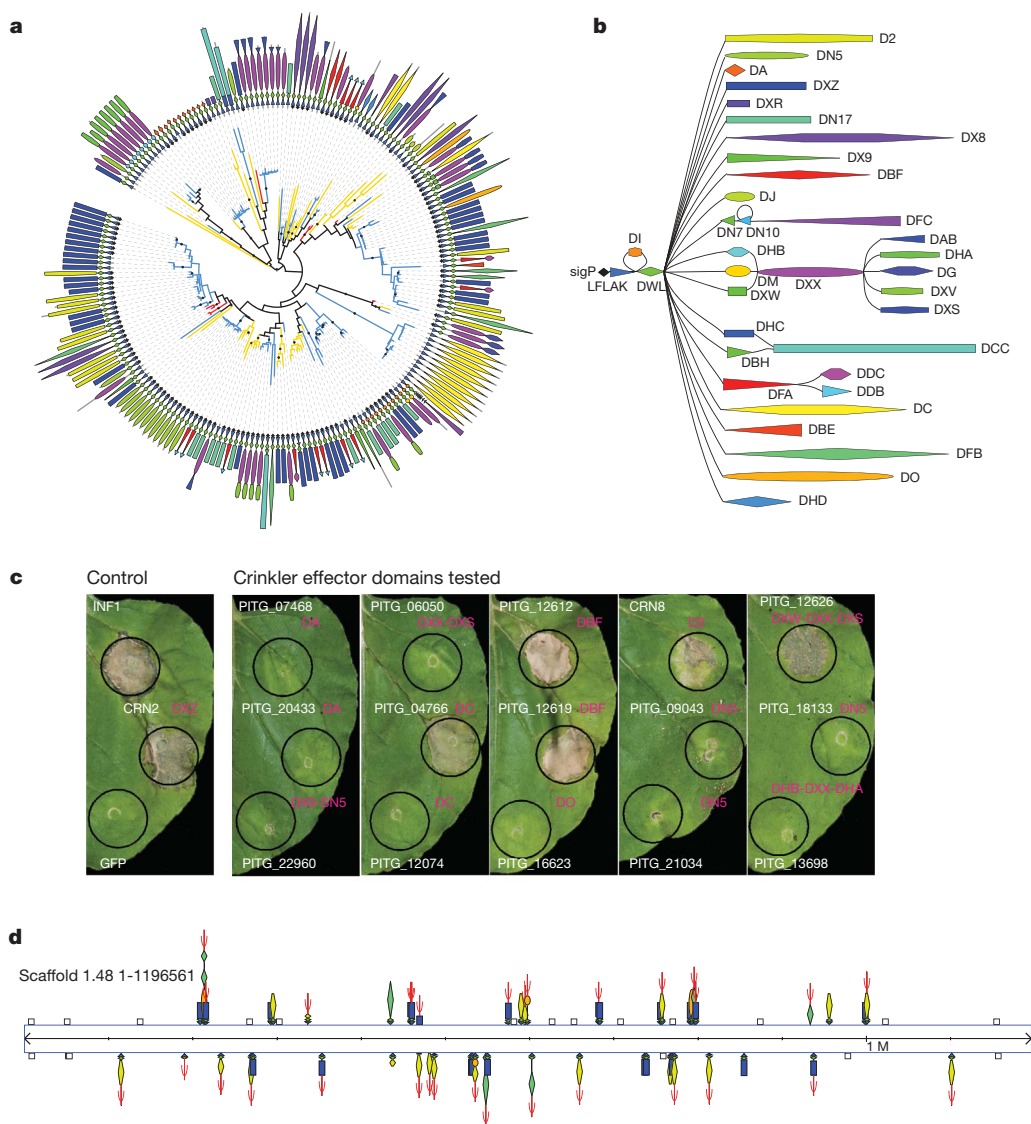 a
b
D2
DN5
DA
DXZ
DXR
DN17
DX8
DX9
DBF
DJ
DN7 DN10
DFC
DI
DHB
DAB
DHA
sigP
DM
DG
LFLAK
DWL
DXW
DXX
DXV
DXS
DHC
DBH
DCC
DDC
DFA
DDB
DC
DBE
DFB
DO
DHD
c
Control
Crinkler effector domains tested
INF1
PITG_07468
PITG_06050
PITG_12612
CRN8
PITG_12626
DA
DXX-DXS
DBF
D2
DXW-DXX-DXS
CRN2 DXZ
PITG_20433 DA
PITG_04766 DC
PITG_12619 DBF
PITG_09043 DN5
PITG_18133 DN5
DC
DO
DN5
DHB-DXX-DHA
GFP
PITG_22960
PITG_12074
PITG_16623
PITG_21034
PITG_13698
d
Scaffold 1.48 1-1196561
1 M